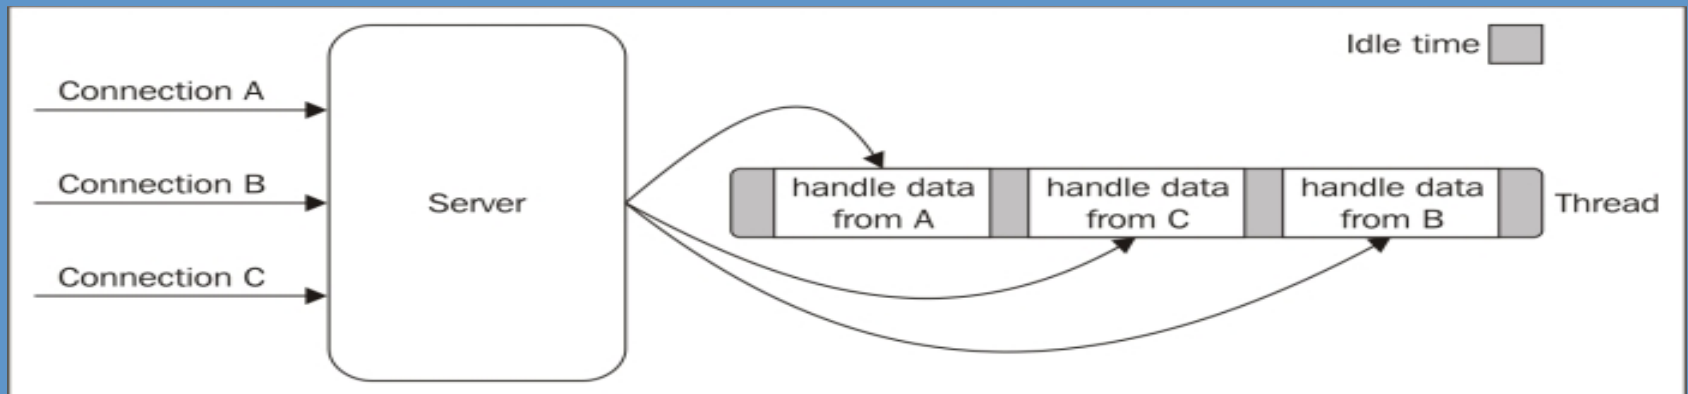 Idle time
Connection A
Connection B
Connection C
Server
handle data
from A
handle data
from C
handle data
from B
Thread